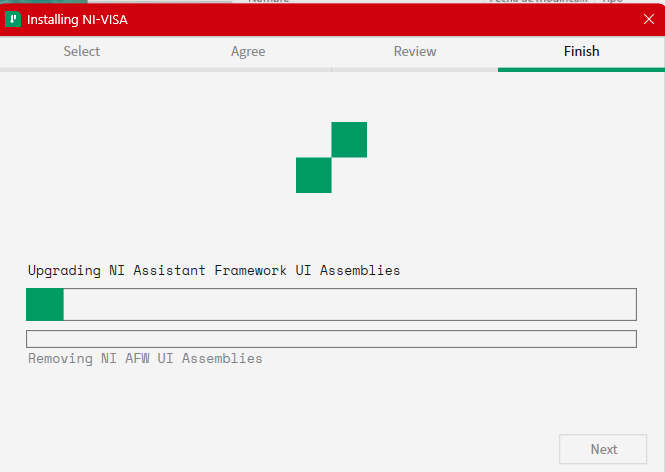 Installing NI-VISA
Select Agree Review Finish
Upgrading NI Assistant Framework UI Assemblies
Removing NI AFW UI Assemblies
Next